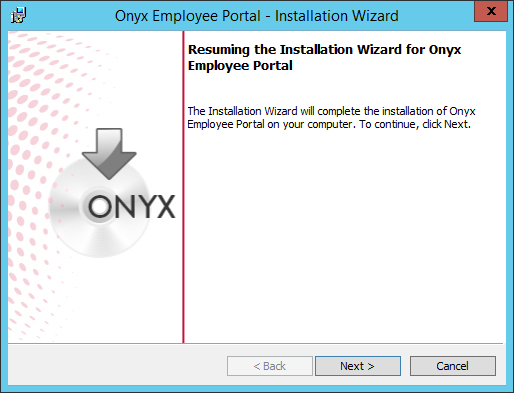 Onyx Employee Portal - Installation Wizard
Resuming the Installation Wizard for Onyx
Employee Portal
The Installation Wizard will complete the installation of Onyx
Employee Portal on your computer. To continue, click Next.
ONYX
< Back
Next >
Cancel